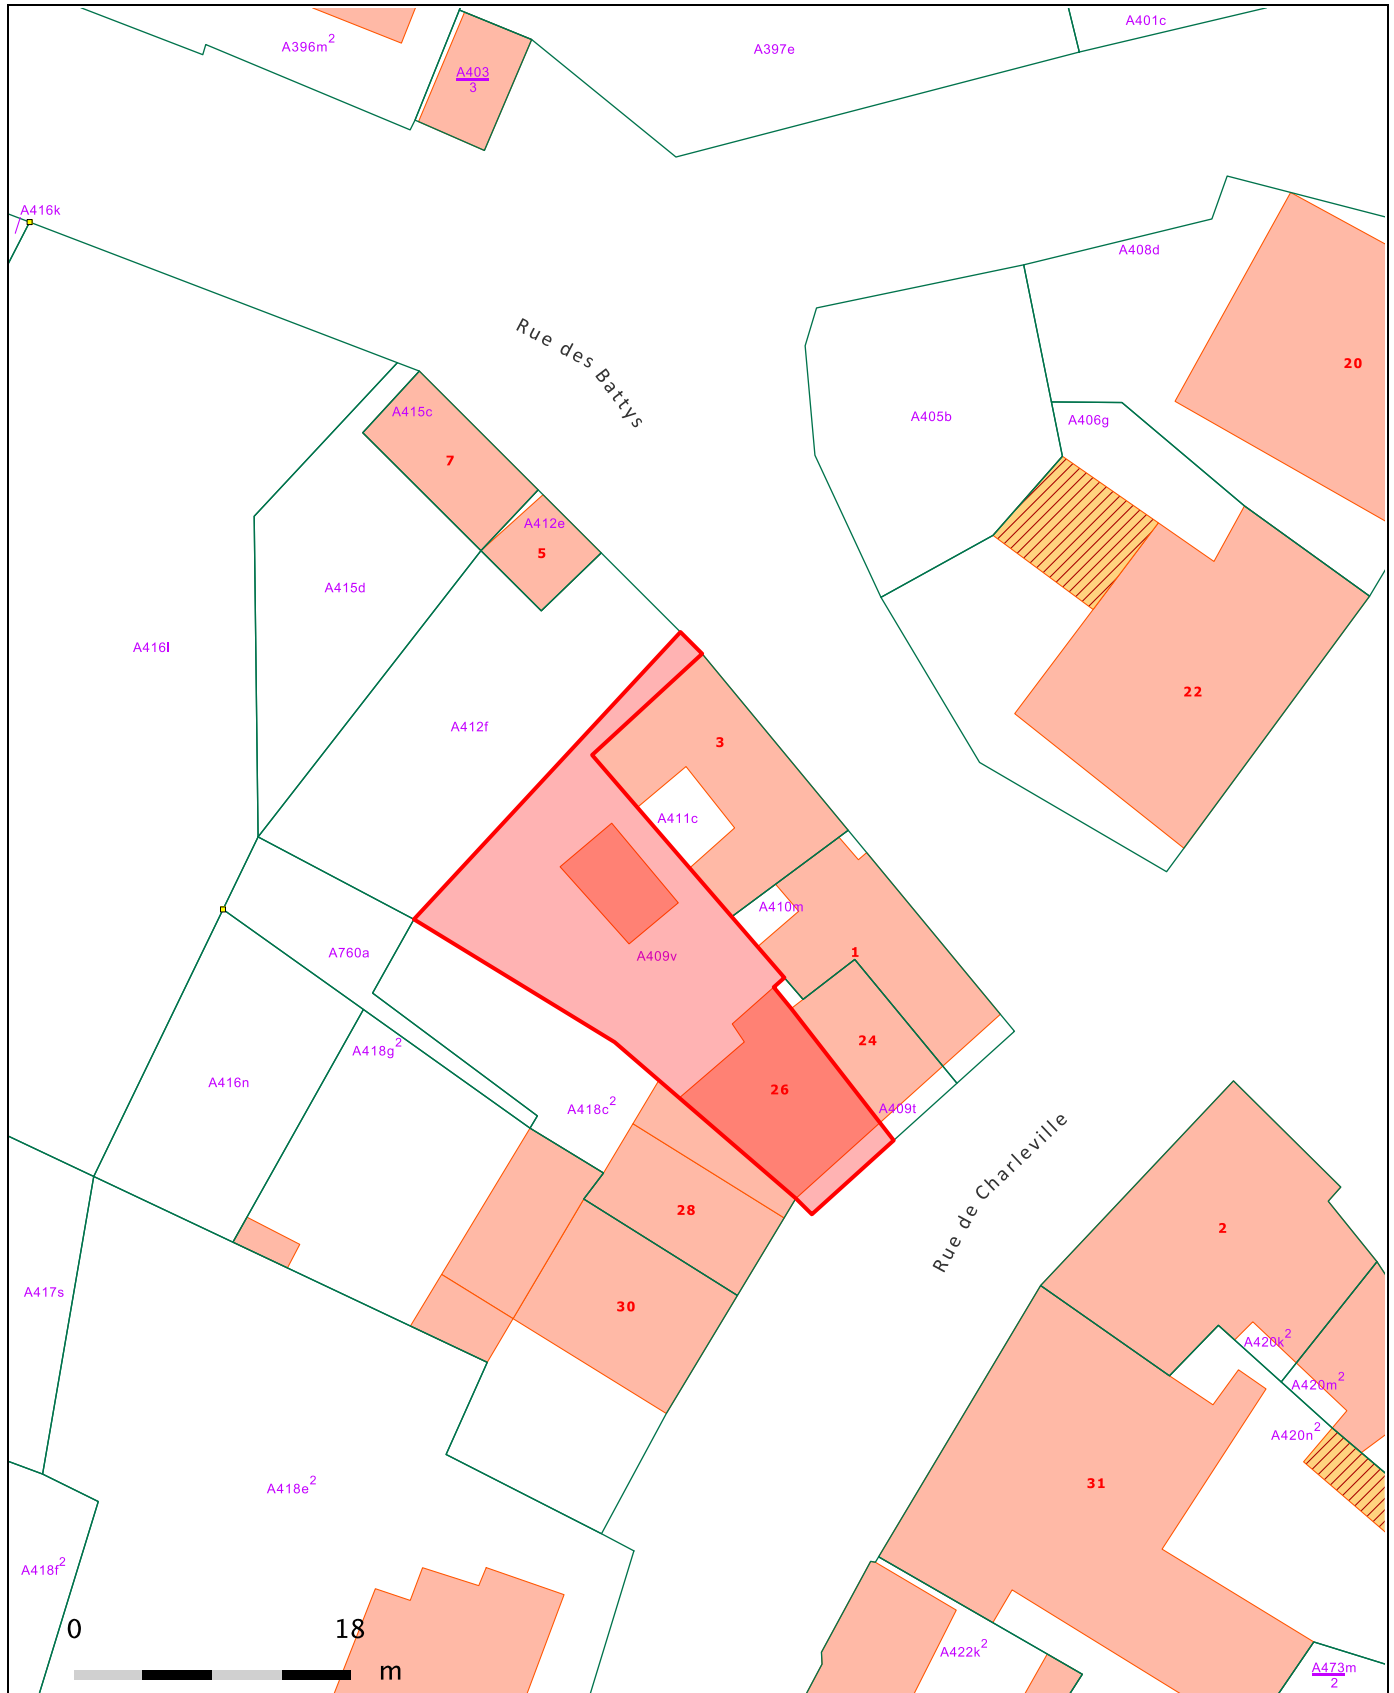 A401c
A396m²
A397e
A403
3
A416k
A408d
Rue des Battys
20
A415c
A405b
A406g
7
A412e
5
A415d
A416l
22
A412f
3
A411c
A410m
A760a
A409v
1
24
A418g²
A416n
26
A418c²
A409t
Rue de Charleville
28
2
A417s
30
A420k²
A420m²
A420n²
31
A418e²
A418f²
0 18
m
A422k²
A473m
2